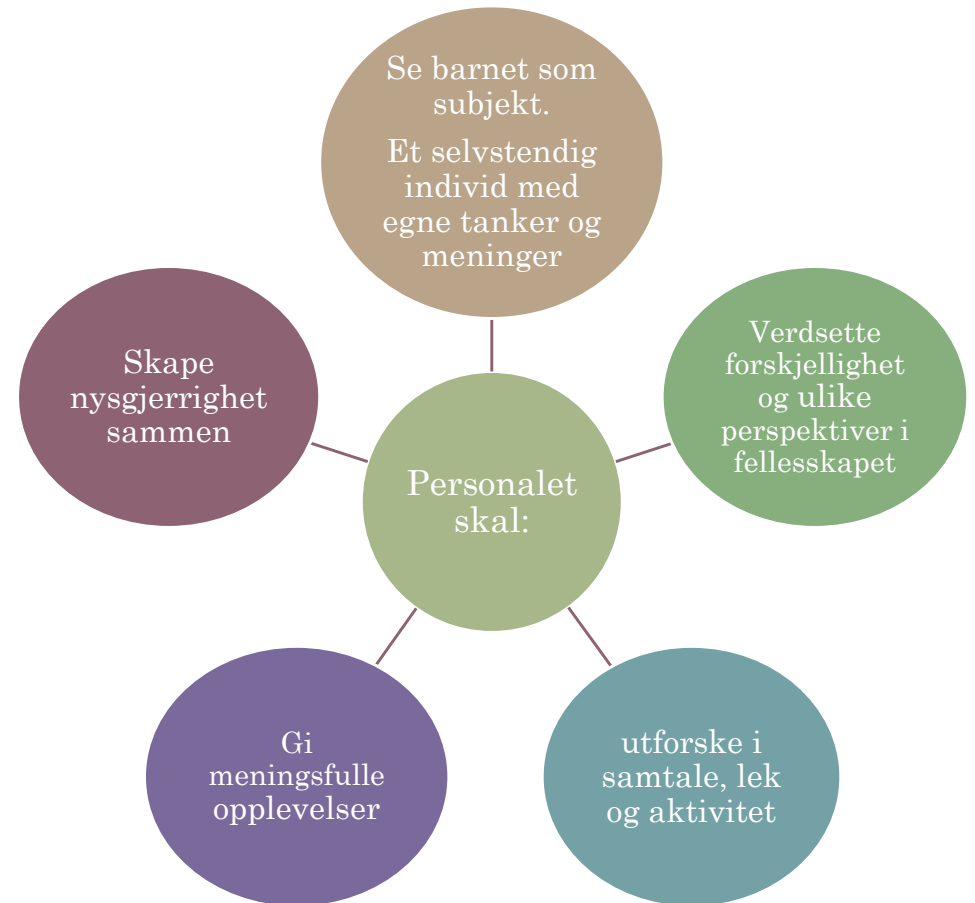 Se barnet som
subjekt.
Et selvstendig
individ med
egne tanker og
meninger
Verdsette
forskjellighet
og ulike
perspektiver i
fellesskapet
utforske i
samtale, lek
og aktivitet
Gi
meningsfulle
opplevelser
Skape
nysgjerrighet
sammen
Personalet
skal: